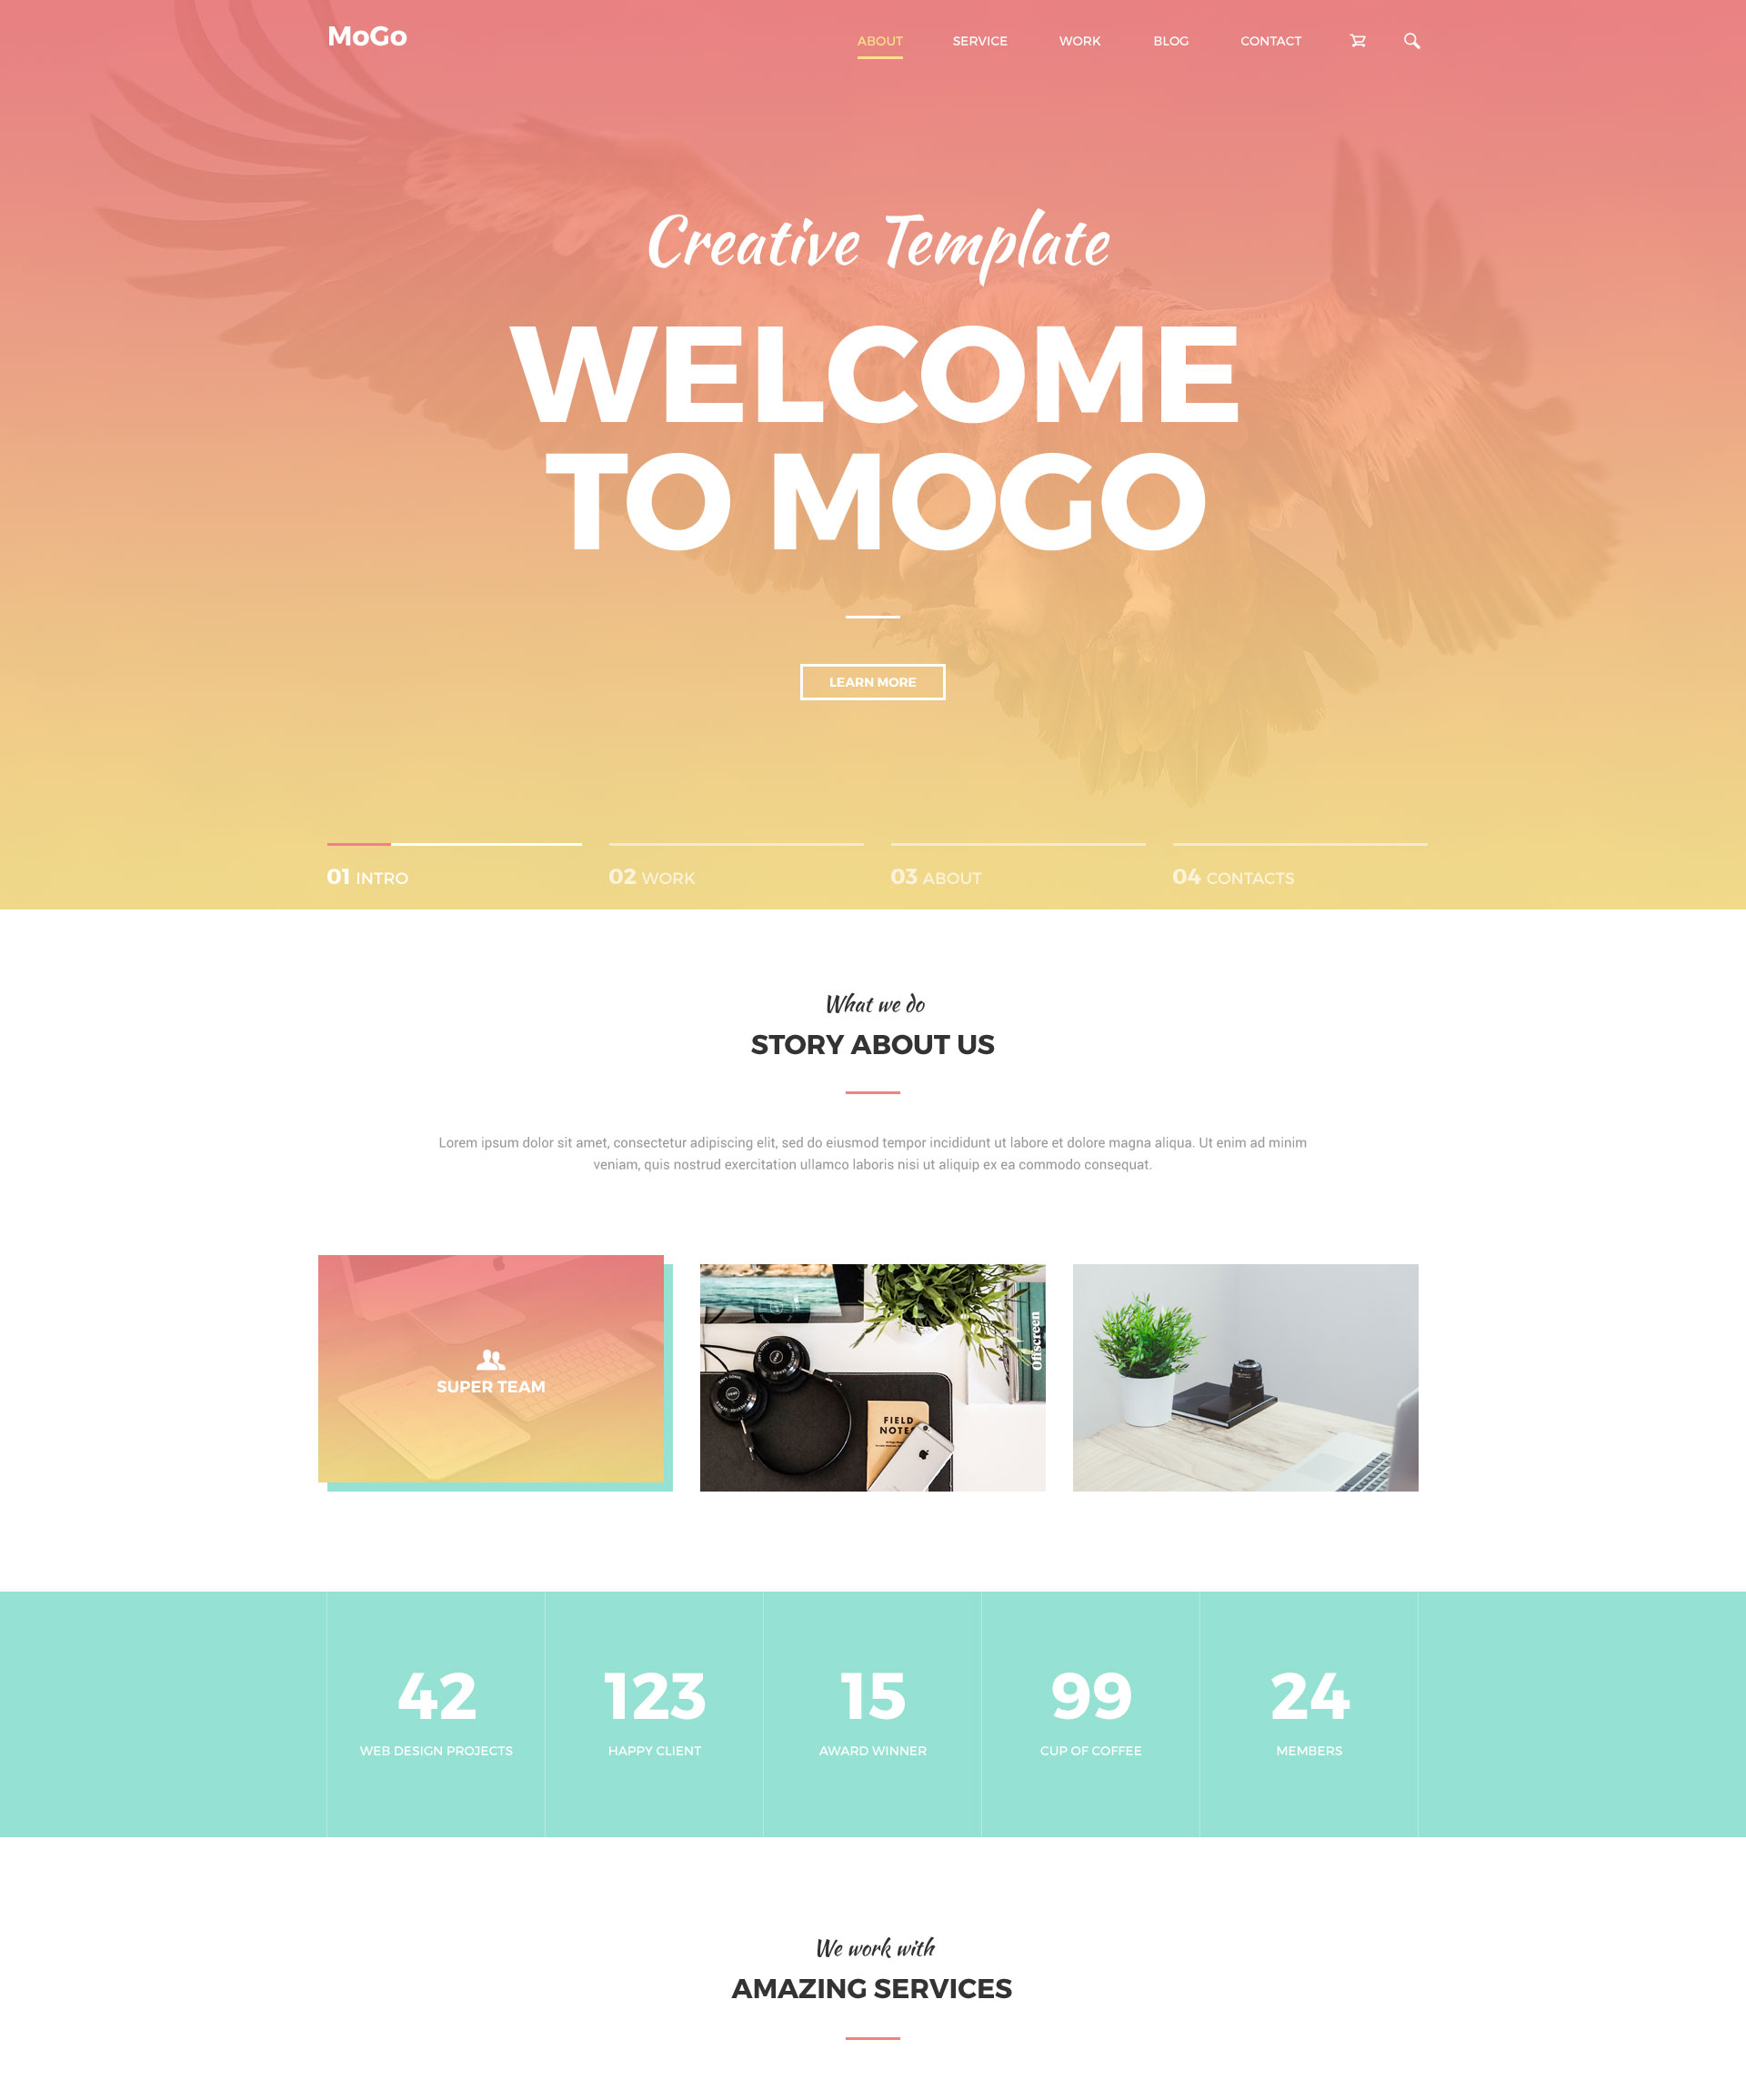 MoGo
ABOUT SERVICE WORK BLOG CONTACT
Creative Template
WELCOME
TO MOGO
LEARN MORE
01 INTRO 02 WORK 03 ABOUT 04 CONTACTS
What we do
STORY ABOUT US
Lorem ipsum dolor sit amet, consectetur adipiscing elit, sed do eiusmod tempor incididunt ut labore et dolore magna aliqua. Ut enim ad minim
veniam, quis nostrud exercitation ullamco laboris nisi ut aliquip ex ea commodo consequat.
SUPER TEAM
Offscreen
FIELD
NOTES
42 123 15 99 24
WEB DESIGN PROJECTS HAPPY CLIENT AWARD WINNER CUP OF COFFEE MEMBERS
We work with
AMAZING SERVICES